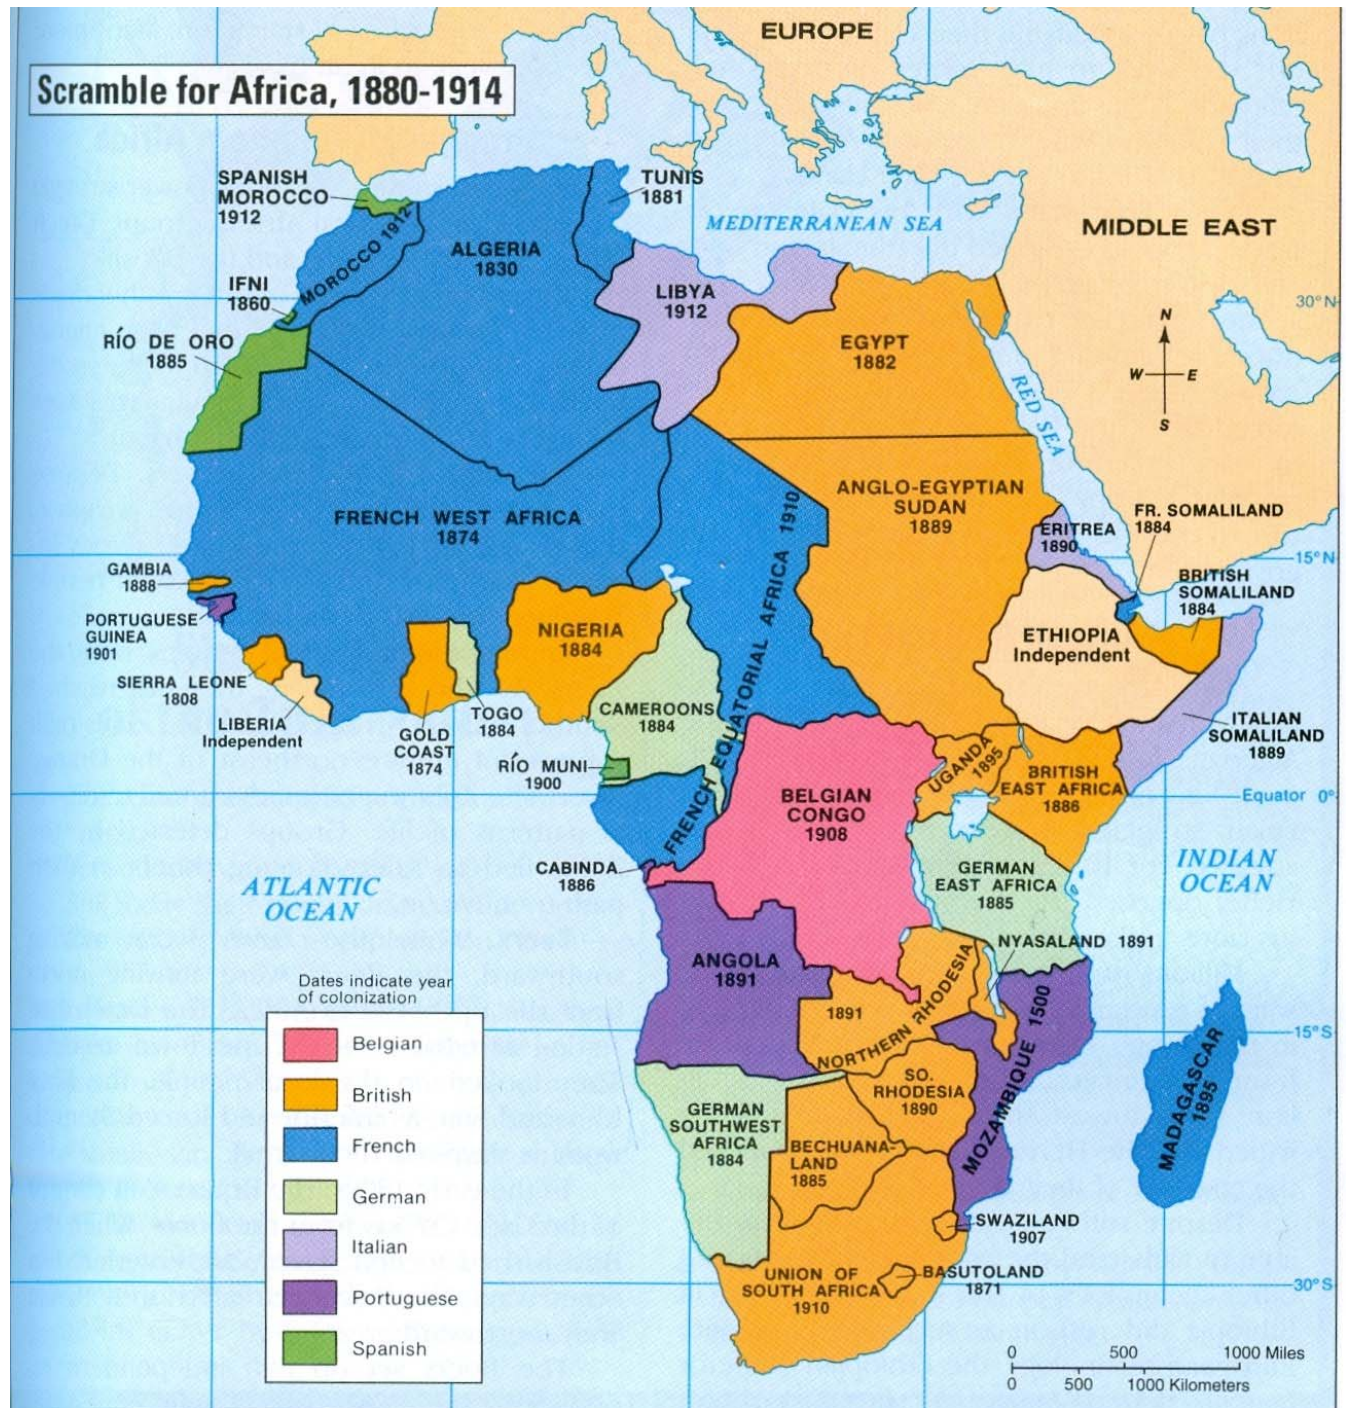 EUROPE
Scramble for Africa, 1880-1914
SPANISH
MOROCCO
1912
TUNIS
1881
MEDITERRANEAN SEA
MIDDLE EAST
MOROCCO 1912
ALGERIA
1830
IFNI
1860
LIBYA
1912
30°N
N
W E
S
RÍO DE ORO
1885
EGYPT
1882
RED SEA
FRENCH WEST AFRICA
1874
ANGLO-EGYPTIAN
SUDAN
1889
ERITREA
1890
FR. SOMALILAND
1884
15°N
GAMBIA
1888
BRITISH
SOMALILAND
1884
PORTUGUESE
GUINEA
1901
NIGERIA
1884
FRENCH EQUATORIAL AFRICA 1910
ETHIOPIA
Independent
SIERRA LEONE
1808
LIBERIA
Independent
GOLD
COAST
1874
TOGO
1884
CAMEROONS
1884
ITALIAN
SOMALILAND
1889
RÍO MUNI
1900
UGANDA
1895
BRITISH
EAST AFRICA
1886
BELGIAN
CONGO
1908
Equator 0°
CABINDA
1886
GERMAN
EAST AFRICA
1885
INDIAN
OCEAN
ATLANTIC
OCEAN
NYASALAND 1891
ANGOLA
1891
1891
NORTHERN RHODESIA
MOZAMBIQUE 1500
15°S
MADAGASCAR
1895
SO.
RHODESIA
1890
GERMAN
SOUTHWEST
AFRICA
1884
BECHUANA-
LAND
1885
SWAZILAND
1907
UNION OF
SOUTH AFRICA
1910
BASUTOLAND
1871
30°S
Dates indicate year
of colonization
Belgian
British
French
German
Italian
Portuguese
Spanish
0 500 1000 Miles
0 500 1000 Kilometers